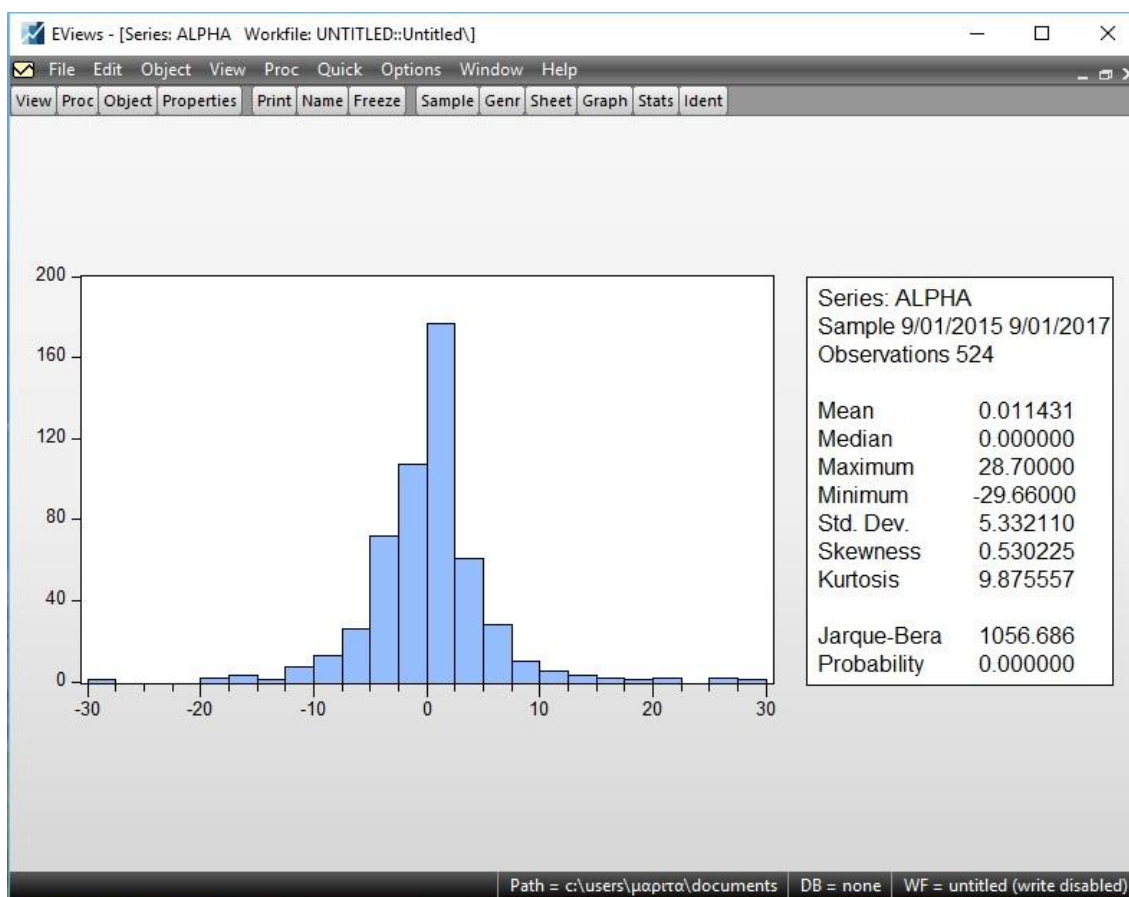 EViews - [Series: ALPHA   Workfile: UNTITLED::Untitled\]
File Edit Object View Proc Quick Options Window Help
View Proc Object Properties Print Name Freeze Sample Genr Sheet Graph Stats Ident
200
160
120
80
40
0
-30 -20 -10 0 10 20 30
Series: ALPHA
Sample 9/01/2015 9/01/2017
Observations 524
Mean 0.011431
Median 0.000000
Maximum 28.70000
Minimum -29.66000
Std. Dev. 5.332110
Skewness 0.530225
Kurtosis 9.875557
Jarque-Bera 1056.686
Probability 0.000000
Path = c:\users\μαριτα\documents DB = none WF = untitled (write disabled)